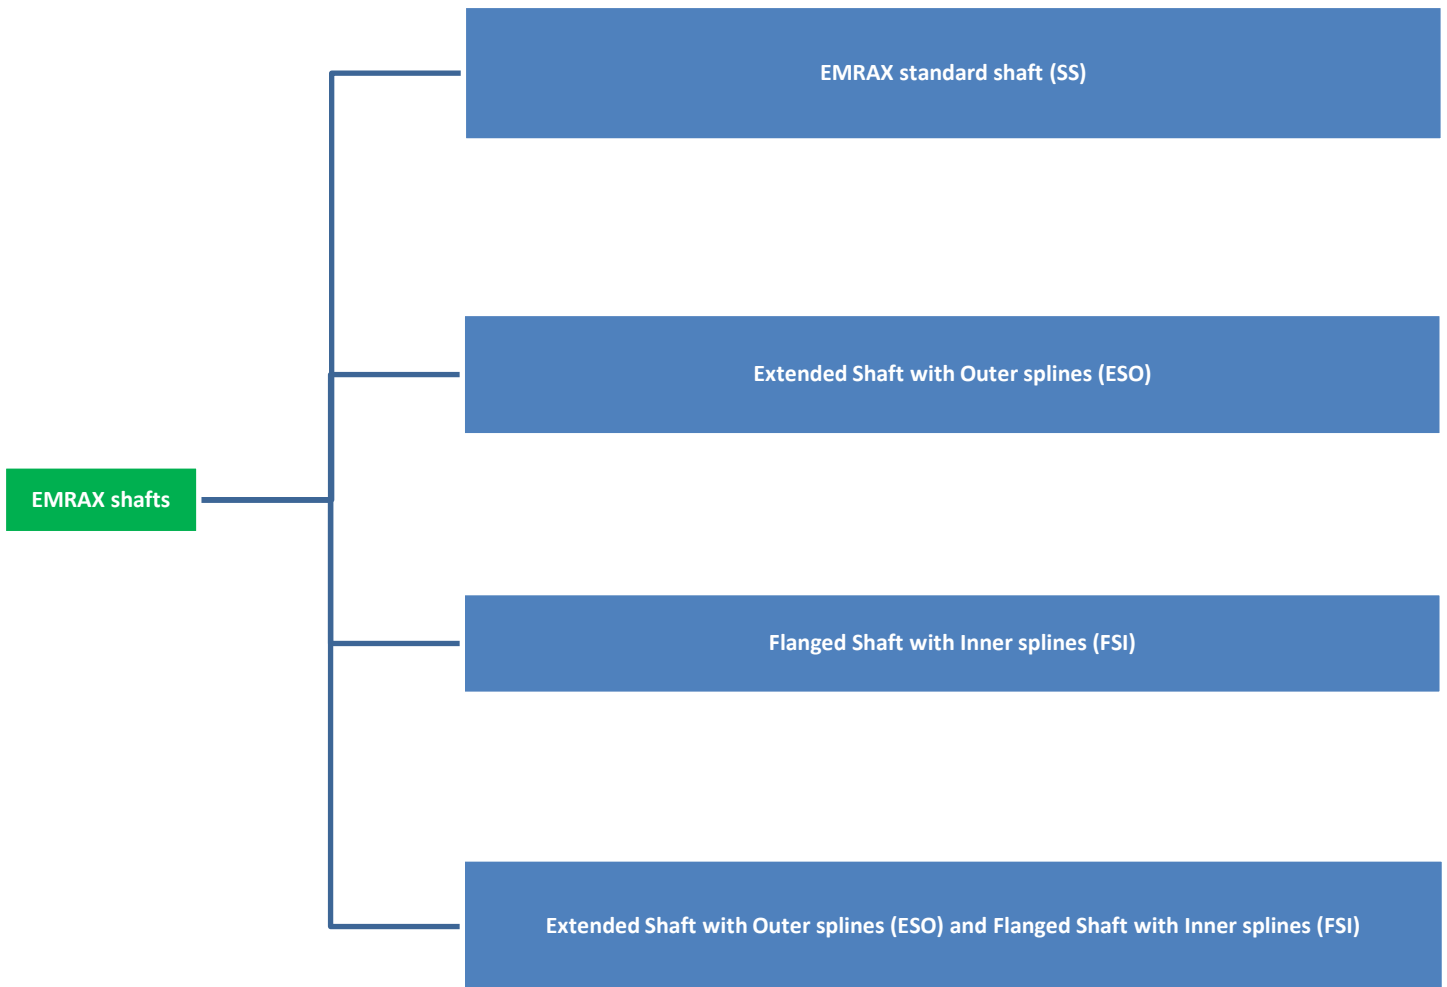 EMRAX standard shaft (SS)
Extended Shaft with Outer splines (ESO)
EMRAX shafts
Flanged Shaft with Inner splines (FSI)
Extended Shaft with Outer splines (ESO) and Flanged Shaft with Inner splines (FSI)